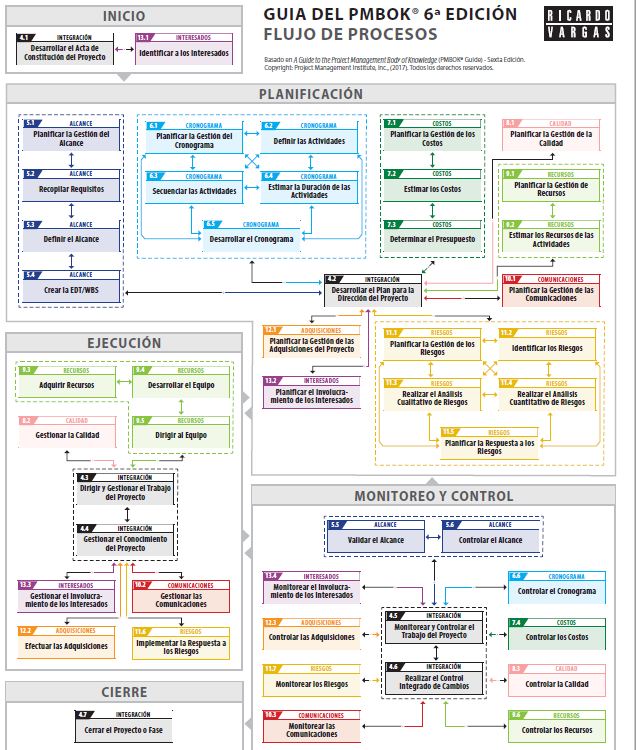 INICIO
4.1 INTEGRACIÓN
Desarrollar el Acta de
Constitución del Proyecto
13.1 INTERESADOS
Identificar a los Interesados
GUIA DEL PMBOK® 6ª EDICIÓN
FLUJO DE PROCESOS
RICARDO
VARGAS
Basado en A Guide to the Project Management Body of Knowledge (PMBOK® Guide) - Sexta Edición.
Copyright: Project Management Institute, Inc., (2017). Todos los derechos reservados.
PLANIFICACIÓN
5.1 ALCANCE
Planificar la Gestión del
Alcance
5.2 ALCANCE
Recopilar Requisitos
5.3 ALCANCE
Definir el Alcance
5.4 ALCANCE
Crear la EDT/WBS
6.1 CRONOGRAMA
Planificar la Gestión del
Cronograma
6.2 CRONOGRAMA
Definir las Actividades
6.3 CRONOGRAMA
Secuenciar las Actividades
6.4 CRONOGRAMA
Estimar la Duración de las
Actividades
6.5 CRONOGRAMA
Desarrollar el Cronograma
7.1 COSTOS
Planificar la Gestión de los
Costos
7.2 COSTOS
Estimar los Costos
7.3 COSTOS
Determinar el Presupuesto
8.1 CALIDAD
Planificar la Gestión de la
Calidad
9.1 RECURSOS
Planificar la Gestión de
Recursos
9.2 RECURSOS
Estimar los Recursos de las
Actividades
4.2 INTEGRACIÓN
Desarrollar el Plan para la
Dirección del Proyecto
10.1 COMUNICACIONES
Planificar la Gestión de las
Comunicaciones
12.1 ADQUISICIONES
Planificar la Gestión de las
Adquisiciones del Proyecto
13.2 INTERESADOS
Planificar el Involucra-
miento de los Interesados
11.1 RIESGOS
Planificar la Gestión de los
Riesgos
11.2 RIESGOS
Identificar los Riesgos
11.3 RIESGOS
Realizar el Análisis
Cualitativo de Riesgos
11.4 RIESGOS
Realizar el Análisis
Cuantitativo de Riesgos
11.5 RIESGOS
Planificar la Respuesta a los
Riesgos
EJECUCIÓN
9.3 RECURSOS
Adquirir Recursos
9.4 RECURSOS
Desarrollar el Equipo
8.2 CALIDAD
Gestionar la Calidad
9.5 RECURSOS
Dirigir al Equipo
4.3 INTEGRACIÓN
Dirigir y Gestionar el Trabajo
del Proyecto
4.4 INTEGRACIÓN
Gestionar el Conocimiento
del Proyecto
13.3 INTERESADOS
Gestionar el Involucra-
miento de los Interesados
10.2 COMUNICACIONES
Gestionar las
Comunicaciones
12.2 ADQUISICIONES
Efectuar las Adquisiciones
11.6 RIESGOS
Implementar la Respuesta a
los Riesgos
MONITOREO Y CONTROL
5.5 ALCANCE
Validar el Alcance
5.6 ALCANCE
Controlar el Alcance
13.4 INTERESADOS
Monitorear el Involucra-
miento de los Interesados
6.6 CRONOGRAMA
Controlar el Cronograma
12.3 ADQUISICIONES
Controlar las Adquisiciones
4.5 INTEGRACIÓN
Monitorear y Controlar el
Trabajo del Proyecto
7.4 COSTOS
Controlar los Costos
11.7 RIESGOS
Monitorear los Riesgos
4.6 INTEGRACIÓN
Realizar el Control
Integrado de Cambios
8.3 CALIDAD
Controlar la Calidad
10.3 COMUNICACIONES
Monitorear las
Comunicaciones
9.6 RECURSOS
Controlar los Recursos
CIERRE
4.7 INTEGRACIÓN
Cerrar el Proyecto o Fase